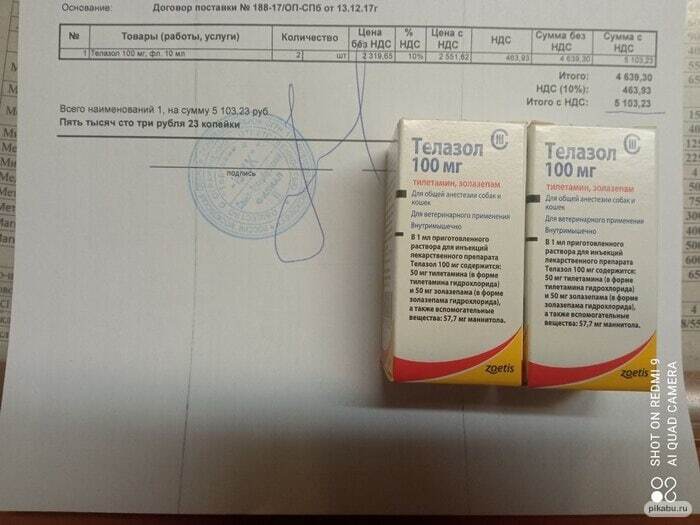 Основание: Договор поставки № 188-17/ОП-СПб от 13.12.17г
№ Товары (работы, услуги) Количество Цена без НДС % НДС Цена с НДС НДС Сумма без НДС Сумма с НДС
1 Телазол 100 мг, фл. 10 мл 2 шт 2 319,65 10% 2 551,62 463,93 4 639,30 5 103,23
Итого: 4 639,30
НДС (10%): 463,93
Итого с НДС: 5 103,23
Всего наименований 1, на сумму 5 103,23 руб.
Пять тысяч сто три рубля 23 копейки
подпись
Телазол
100 мг
тилетамин, золазепам
Для общей анестезии собак и
кошек
Для ветеринарного применения
Внутримышечно
В 1 мл приготовленного
раствора для инъекций
лекарственного препарата
Телазол 100 мг содержится:
50 мг тилетамина (в форме
тилетамина гидрохлорида)
и 50 мг золазепама (в форме
золазепама гидрохлорида),
а также вспомогательные
вещества: 57,7 мг маннитола.
zoetis
Телазол
100 мг
тилетамин, золазепам
Для общей анестезии собак и
кошек
Для ветеринарного применения
Внутримышечно
В 1 мл приготовленного
раствора для инъекций
лекарственного препарата
Телазол 100 мг содержится:
50 мг тилетамина (в форме
тилетамина гидрохлорида)
и 50 мг золазепама (в форме
золазепама гидрохлорида),
а также вспомогательные
вещества: 57,7 мг маннитола.
zoetis
SHOT ON REDMI 9
AI QUAD CAMERA
pikabu.ru